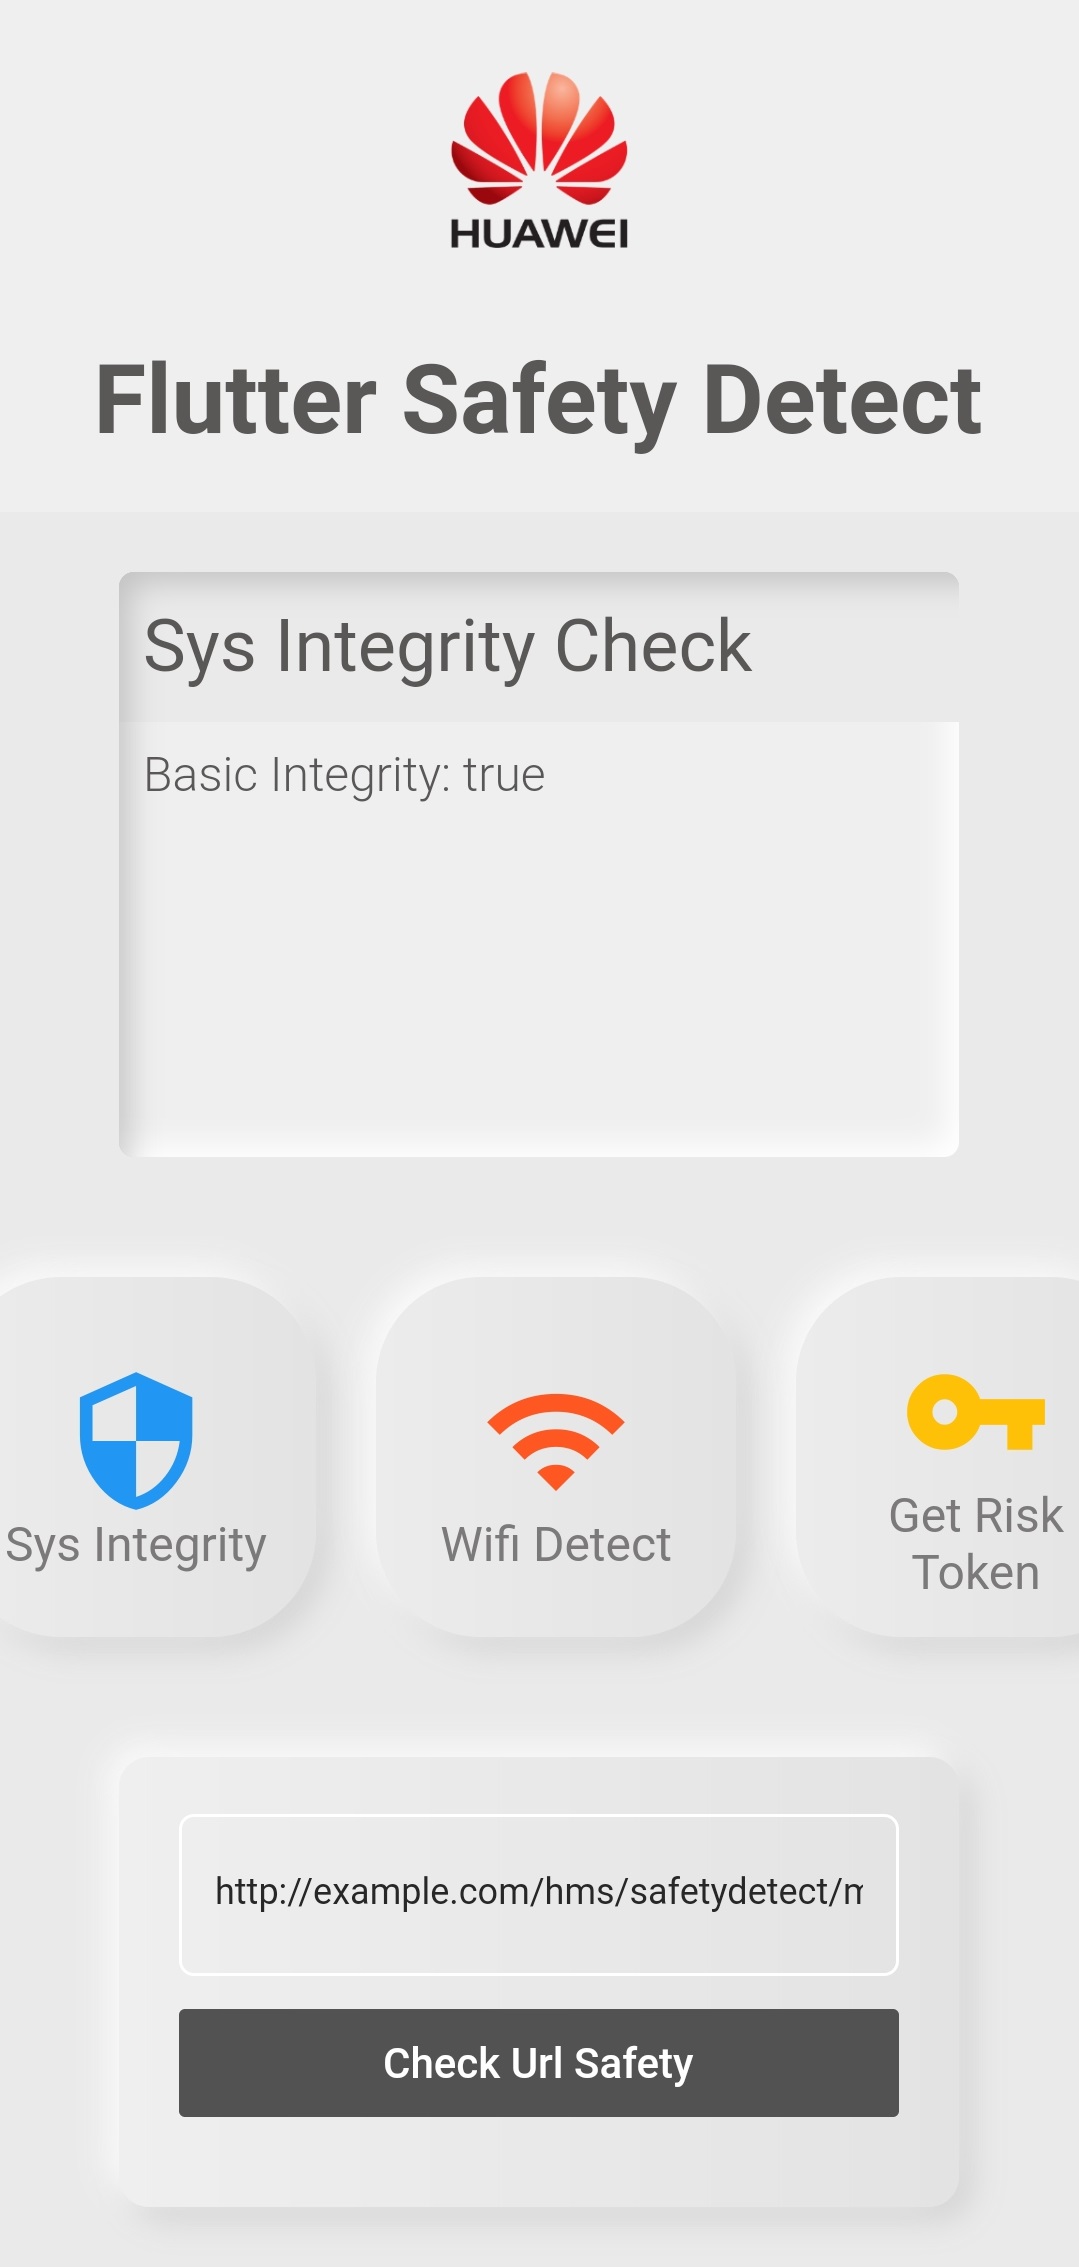 HUAWEI
Flutter Safety Detect
Sys Integrity Check
Basic Integrity: true
Sys Integrity
Wifi Detect
Get Risk
Token
http://example.com/hms/safetydetect/m
Check Url Safety